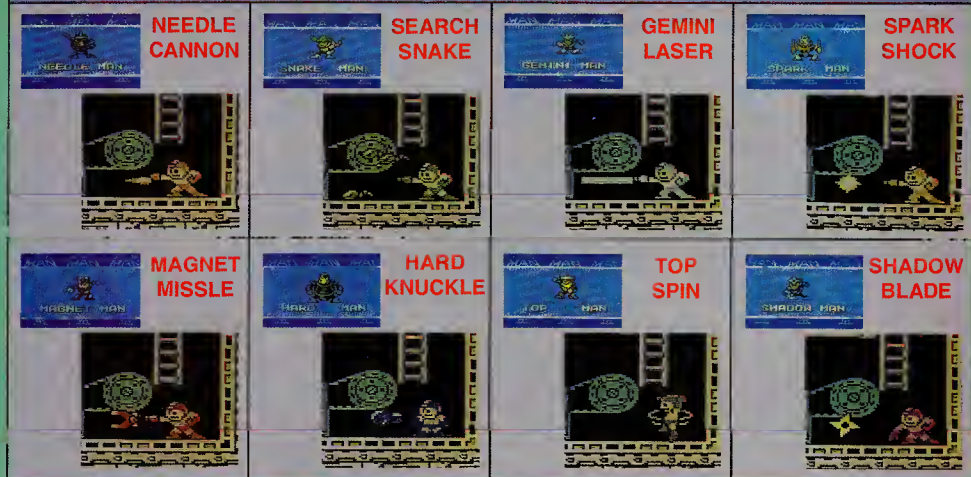 NEEDLE
CANNON
NEEDLE MAN
SEARCH
SNAKE
SNAKE MAN
GEMINI
LASER
GEMINI MAN
SPARK
SHOCK
SPARK MAN
MAGNET
MISSLE
MAGNET MAN
HARD
KNUCKLE
HARD MAN
TOP
SPIN
TOP MAN
SHADOW
BLADE
SHADOW MAN